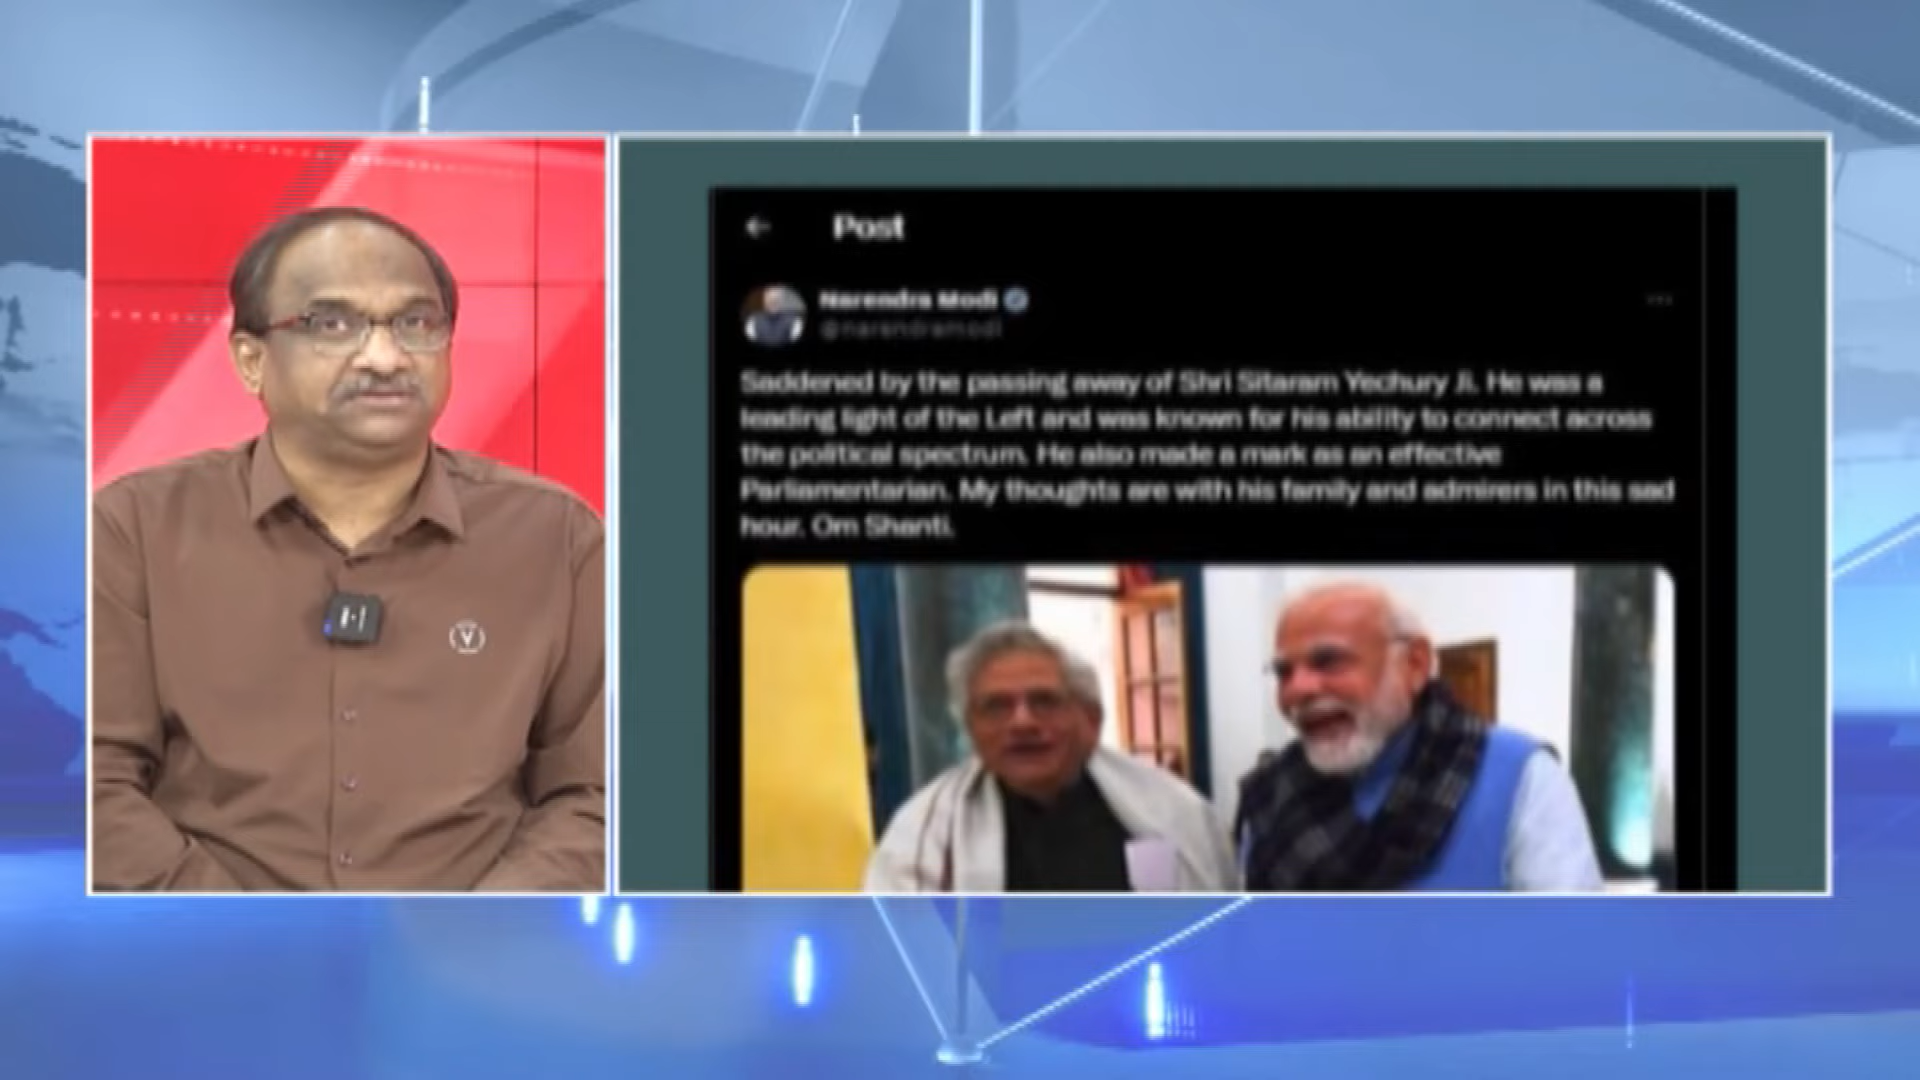 Post
Narendra Modi
@narendramodi
Saddened by the passing away of Shri Sitaram Yechury Ji. He was a
leading light of the Left and was known for his ability to connect across
the political spectrum. He also made a mark as an effective
Parliamentarian. My thoughts are with his family and admirers in this sad
hour. Om Shanti.
V